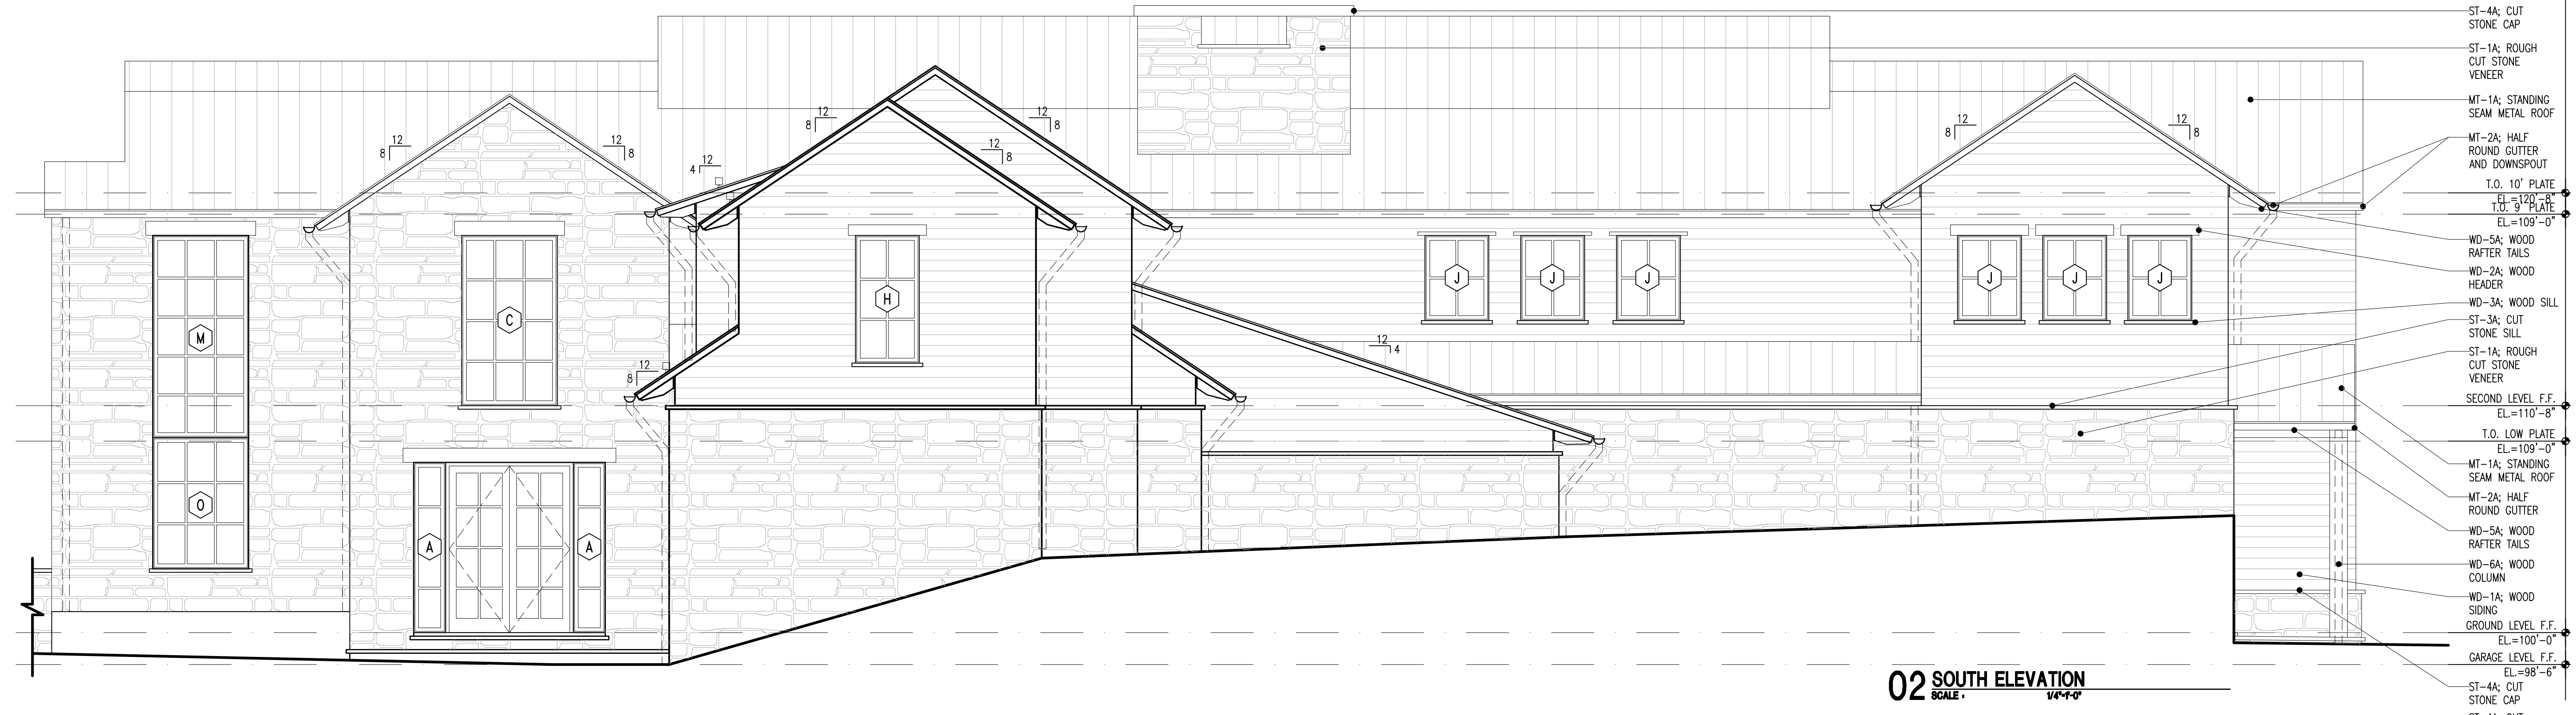 ST-4A; CUT
STONE CAP
ST-1A; ROUGH
CUT STONE
VENEER
MT-1A; STANDING
SEAM METAL ROOF
MT-2A; HALF
ROUND GUTTER
AND DOWNSPOUT
T.O. 10' PLATE
EL.=120'-8"
T.O. 9' PLATE
EL.=109'-0"
WD-5A; WOOD
RAFTER TAILS
WD-2A; WOOD
HEADER
WD-3A; WOOD SILL
ST-3A; CUT
STONE SILL
ST-1A; ROUGH
CUT STONE
VENEER
SECOND LEVEL F.F.
EL.=110'-8"
T.O. LOW PLATE
EL.=109'-0"
MT-1A; STANDING
SEAM METAL ROOF
MT-2A; HALF
ROUND GUTTER
WD-5A; WOOD
RAFTER TAILS
WD-6A; WOOD
COLUMN
WD-1A; WOOD
SIDING
GROUND LEVEL F.F.
EL.=100'-0"
GARAGE LEVEL F.F.
EL.=98'-6"
ST-4A; CUT
STONE CAP
12
8
12
8
12
4
12
8
12
8
12
8
12
8
12
8
12
8
12
4
M
O
C
A
A
H
J
J
J
J
J
J
02 SOUTH ELEVATION
SCALE : 1/4"=1'-0"